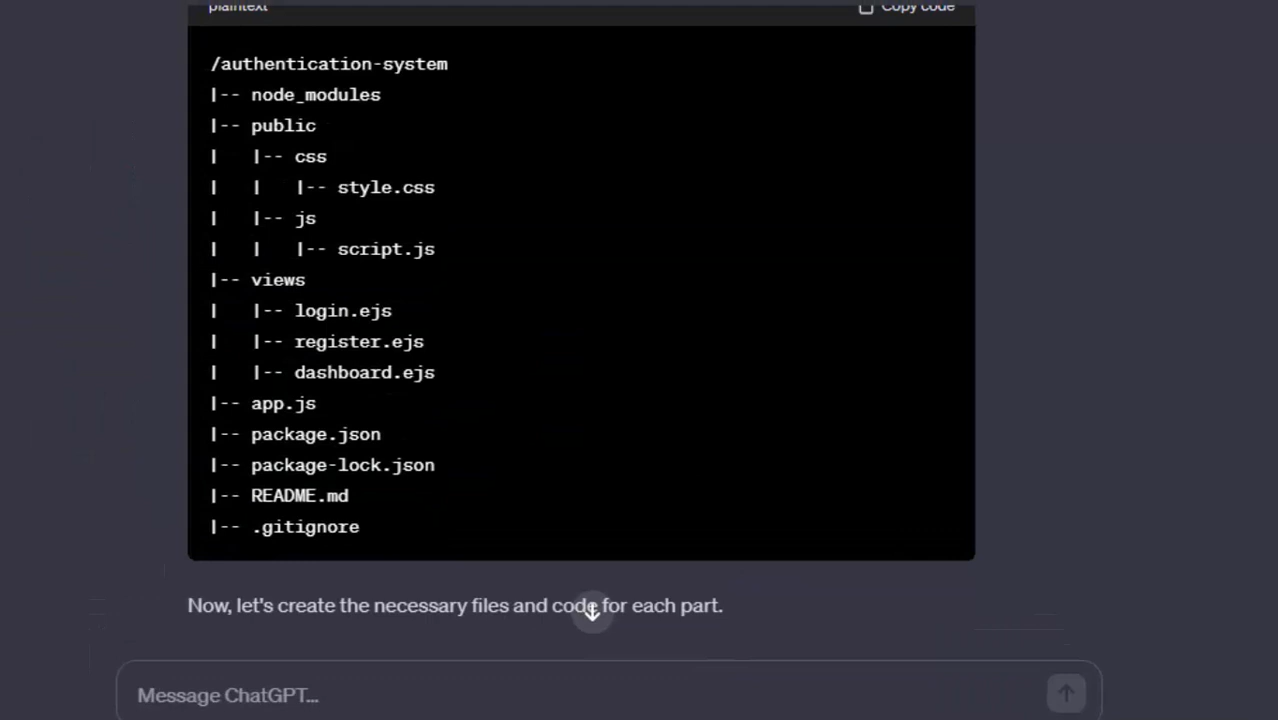 plaintext Copy code
/authentication-system
|-- node_modules
|-- public
|   |-- css
|   |   |-- style.css
|   |-- js
|   |   |-- script.js
|-- views
|   |-- login.ejs
|   |-- register.ejs
|   |-- dashboard.ejs
|-- app.js
|-- package.json
|-- package-lock.json
|-- README.md
|-- .gitignore
Now, let's create the necessary files and code for each part.
Message ChatGPT...